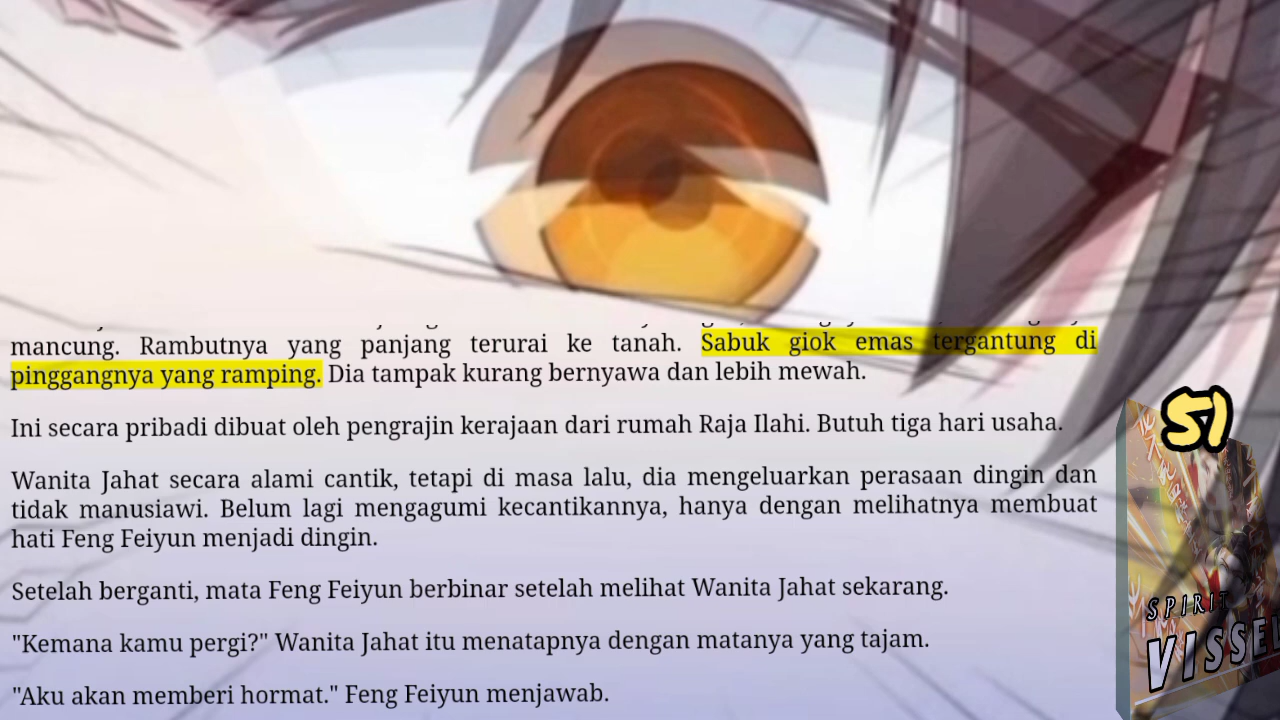 mancung. Rambutnya yang panjang terurai ke tanah. Sabuk giok emas tergantung di
pinggangnya yang ramping. Dia tampak kurang bernyawa dan lebih mewah.
Ini secara pribadi dibuat oleh pengrajin kerajaan dari rumah Raja Ilahi. Butuh tiga hari usaha.
Wanita Jahat secara alami cantik, tetapi di masa lalu, dia mengeluarkan perasaan dingin dan
tidak manusiawi. Belum lagi mengagumi kecantikannya, hanya dengan melihatnya membuat
hati Feng Feiyun menjadi dingin.
Setelah berganti, mata Feng Feiyun berbinar setelah melihat Wanita Jahat sekarang.
"Kemana kamu pergi?" Wanita Jahat itu menatapnya dengan matanya yang tajam.
"Aku akan memberi hormat." Feng Feiyun menjawab.
51
SPIRIT